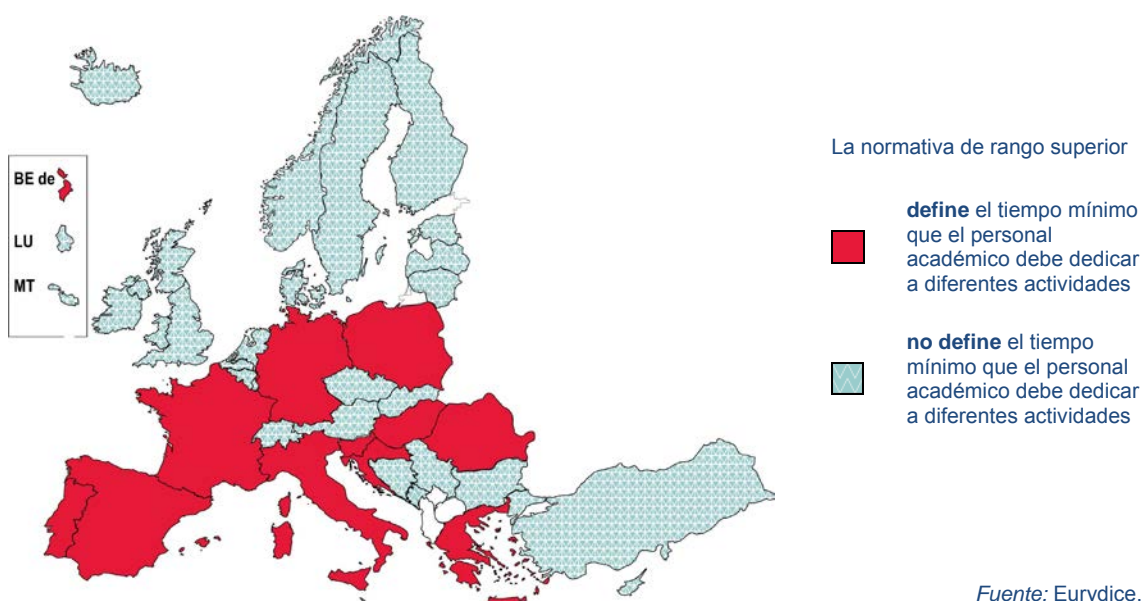 BE de
LU
MT
La normativa de rango superior
define el tiempo mínimo
que el personal
académico debe dedicar
a diferentes actividades
no define el tiempo
mínimo que el personal
académico debe dedicar
a diferentes actividades
Fuente: Eurydice.